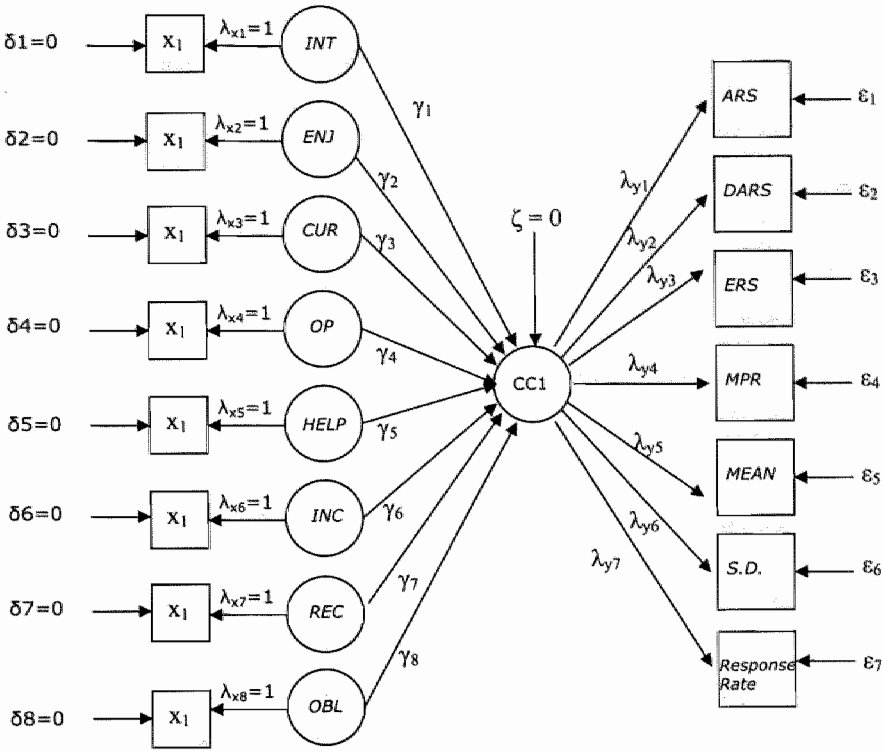 δ1=0 x₁ λx1=1 INT
δ2=0 x₁ λx2=1 ENJ
δ3=0 x₁ λx3=1 CUR
δ4=0 x₁ λx4=1 OP
δ5=0 x₁ λx5=1 HELP
δ6=0 x₁ λx6=1 INC
δ7=0 x₁ λx7=1 REC
δ8=0 x₁ λx8=1 OBL
γ₁
γ₂
γ₃
γ₄
γ₅
γ₆
γ₇
γ₈
ζ = 0
CC1
λy1
λy2
λy3
λy4
λy5
λy6
λy7
ARS ε₁
DARS ε₂
ERS ε₃
MPR ε₄
MEAN ε₅
S.D. ε₆
Response
Rate
ε₇